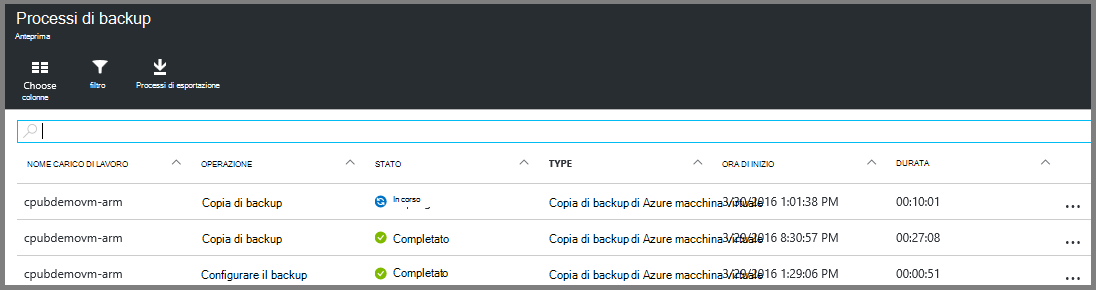 Processi di backup
Anteprima
Choose colonne
filtro
Processi di esportazione
NOME CARICO DI LAVORO OPERAZIONE STATO TYPE ORA DI INIZIO DURATA
cpubdemovm-arm Copia di backup In corso Copia di backup di Azure macchina virtuale 3/30/2016 1:01:38 PM 00:10:01 ...
cpubdemovm-arm Copia di backup Completato Copia di backup di Azure macchina virtuale 3/29/2016 8:30:57 PM 00:27:08 ...
cpubdemovm-arm Configurare il backup Completato Copia di backup di Azure macchina virtuale 3/29/2016 1:29:06 PM 00:00:51 ...